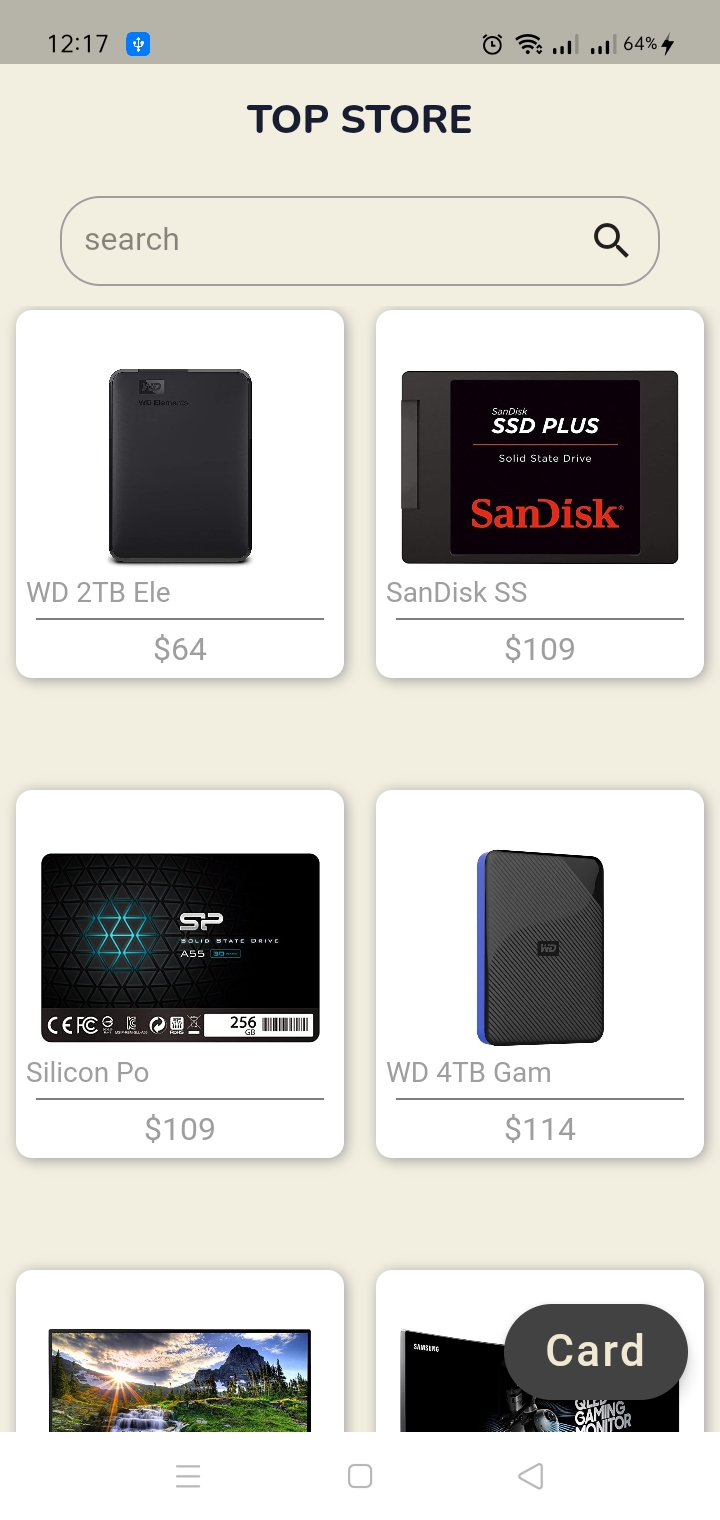 12:17
64%
TOP STORE
search
WD
WD Elements
SanDisk
SSD PLUS
Solid State Drive
SanDisk
WD 2TB Ele
SanDisk SS
$64
$109
SP
SOLID STATE DRIVE
A55
256
GB
WD
Silicon Po
WD 4TB Gam
$109
$114
SAMSUNG
QLED
GAMING
MONITOR
Card